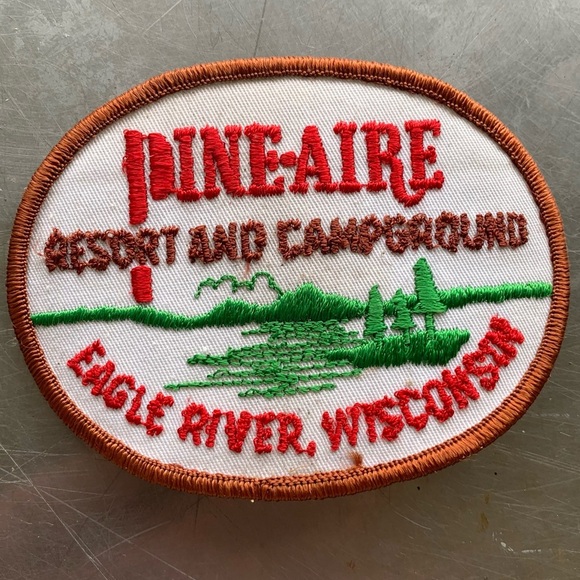 PINE-AIRE
RESORT AND CAMPGROUND
EAGLE RIVER, WISCONSIN